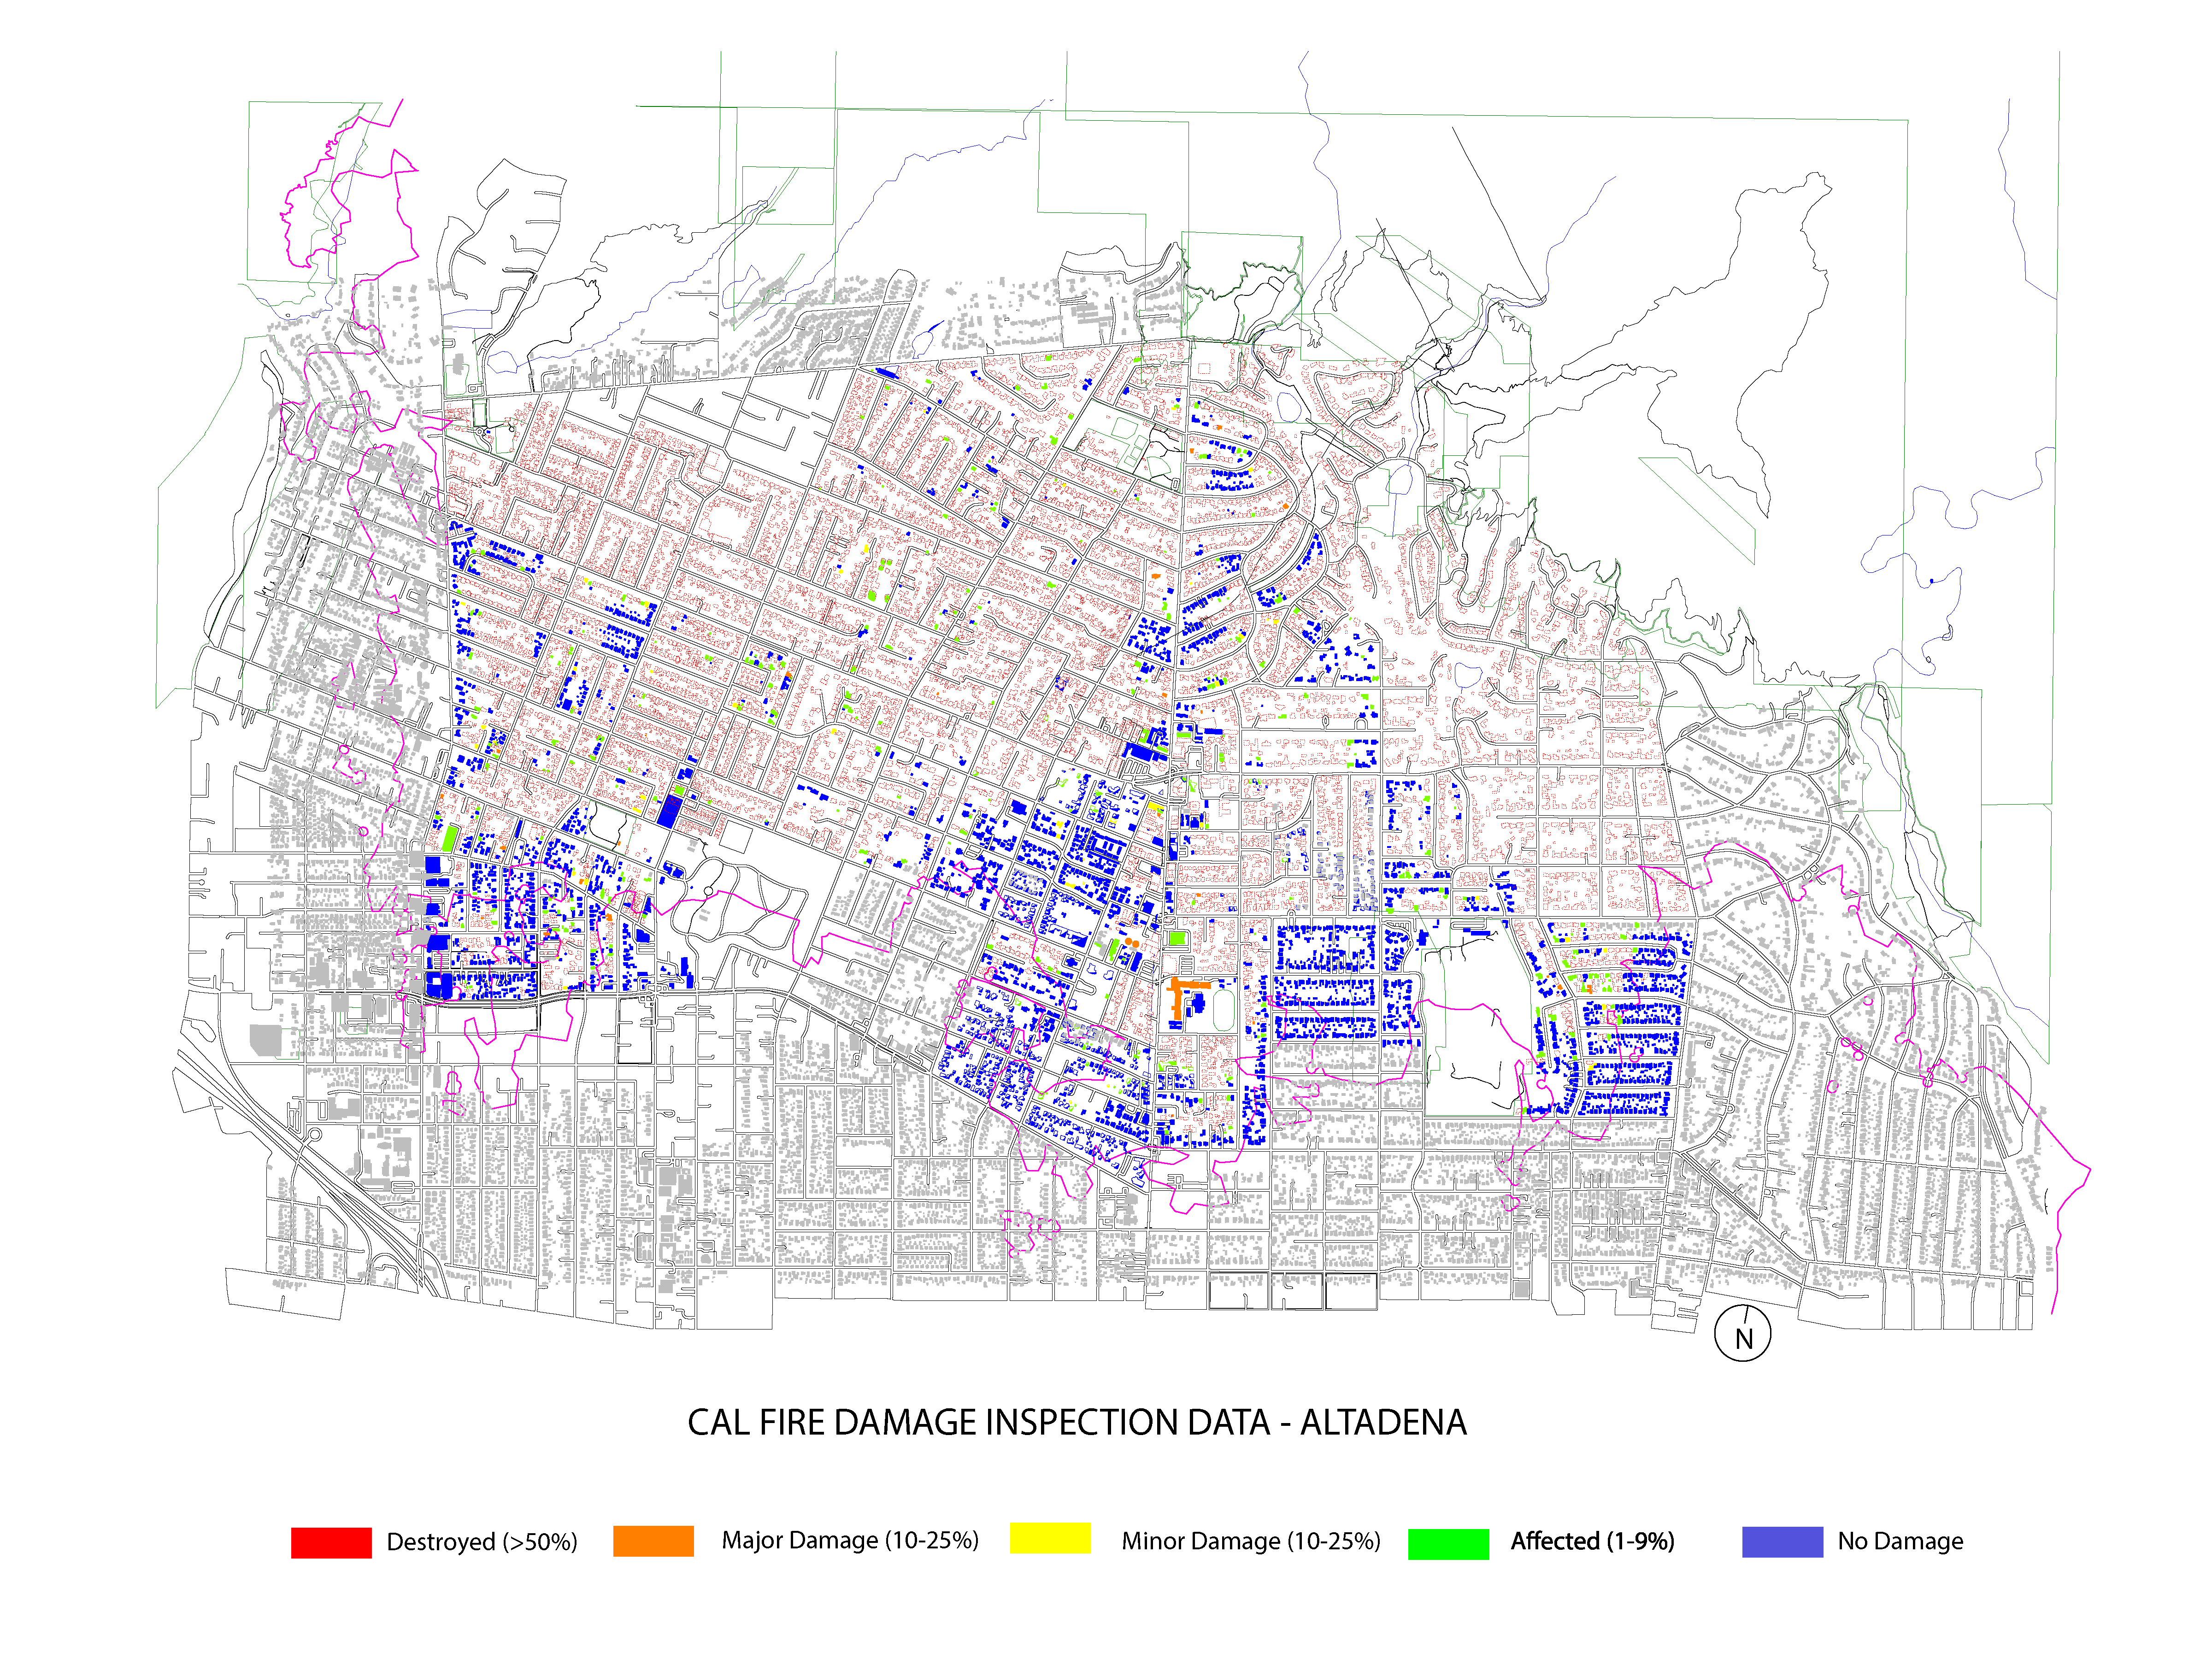 N
CAL FIRE DAMAGE INSPECTION DATA - ALTADENA
Destroyed (>50%) Major Damage (10-25%) Minor Damage (10-25%) Affected (1-9%) No Damage